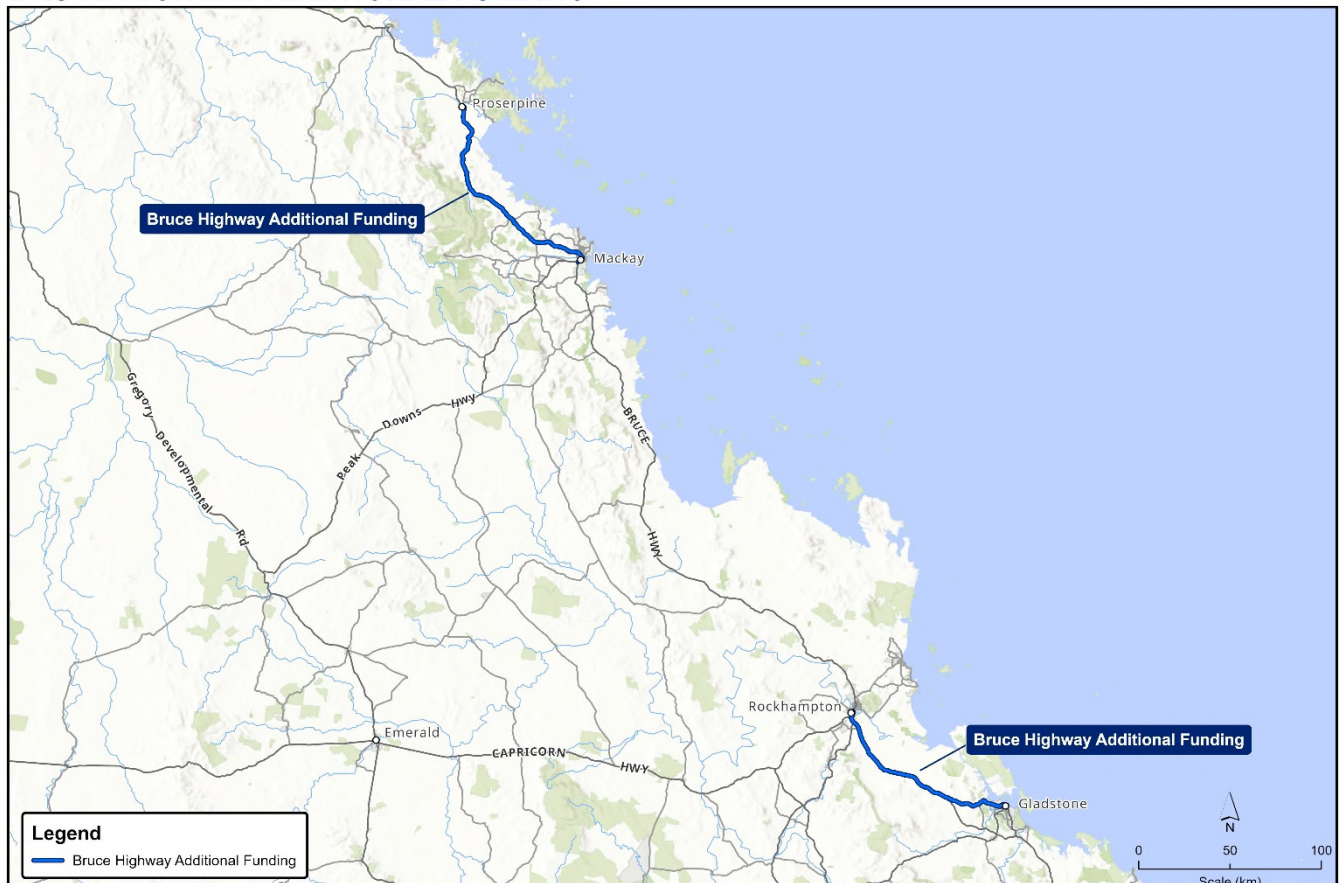 Proserpine
Bruce Highway Additional Funding
Mackay
Gregory Developmental Rd
Peak Downs Hwy
BRUCE HWY
Rockhampton
Emerald
CAPRICORN HWY
Bruce Highway Additional Funding
Gladstone
Legend
Bruce Highway Additional Funding
N
0 50 100
Scale (km)